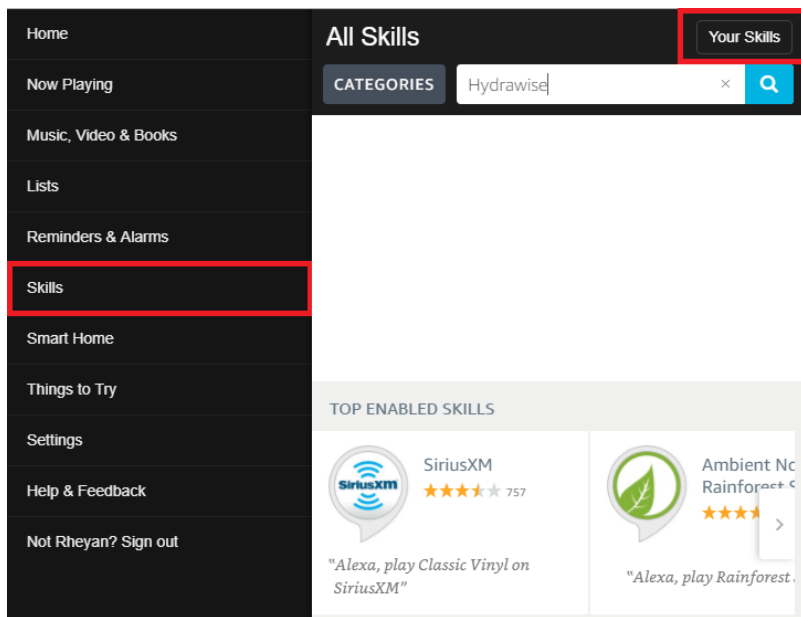 Home
Now Playing
Music, Video & Books
Lists
Reminders & Alarms
Skills
Smart Home
Things to Try
Settings
Help & Feedback
Not Rheyan? Sign out
All Skills
Your Skills
CATEGORIES
Hydrawise
×
TOP ENABLED SKILLS
SiriusXM
SiriusXM
757
"Alexa, play Classic Vinyl on
SiriusXM"
Ambient
Rainforest
"Alexa, play Rainforest